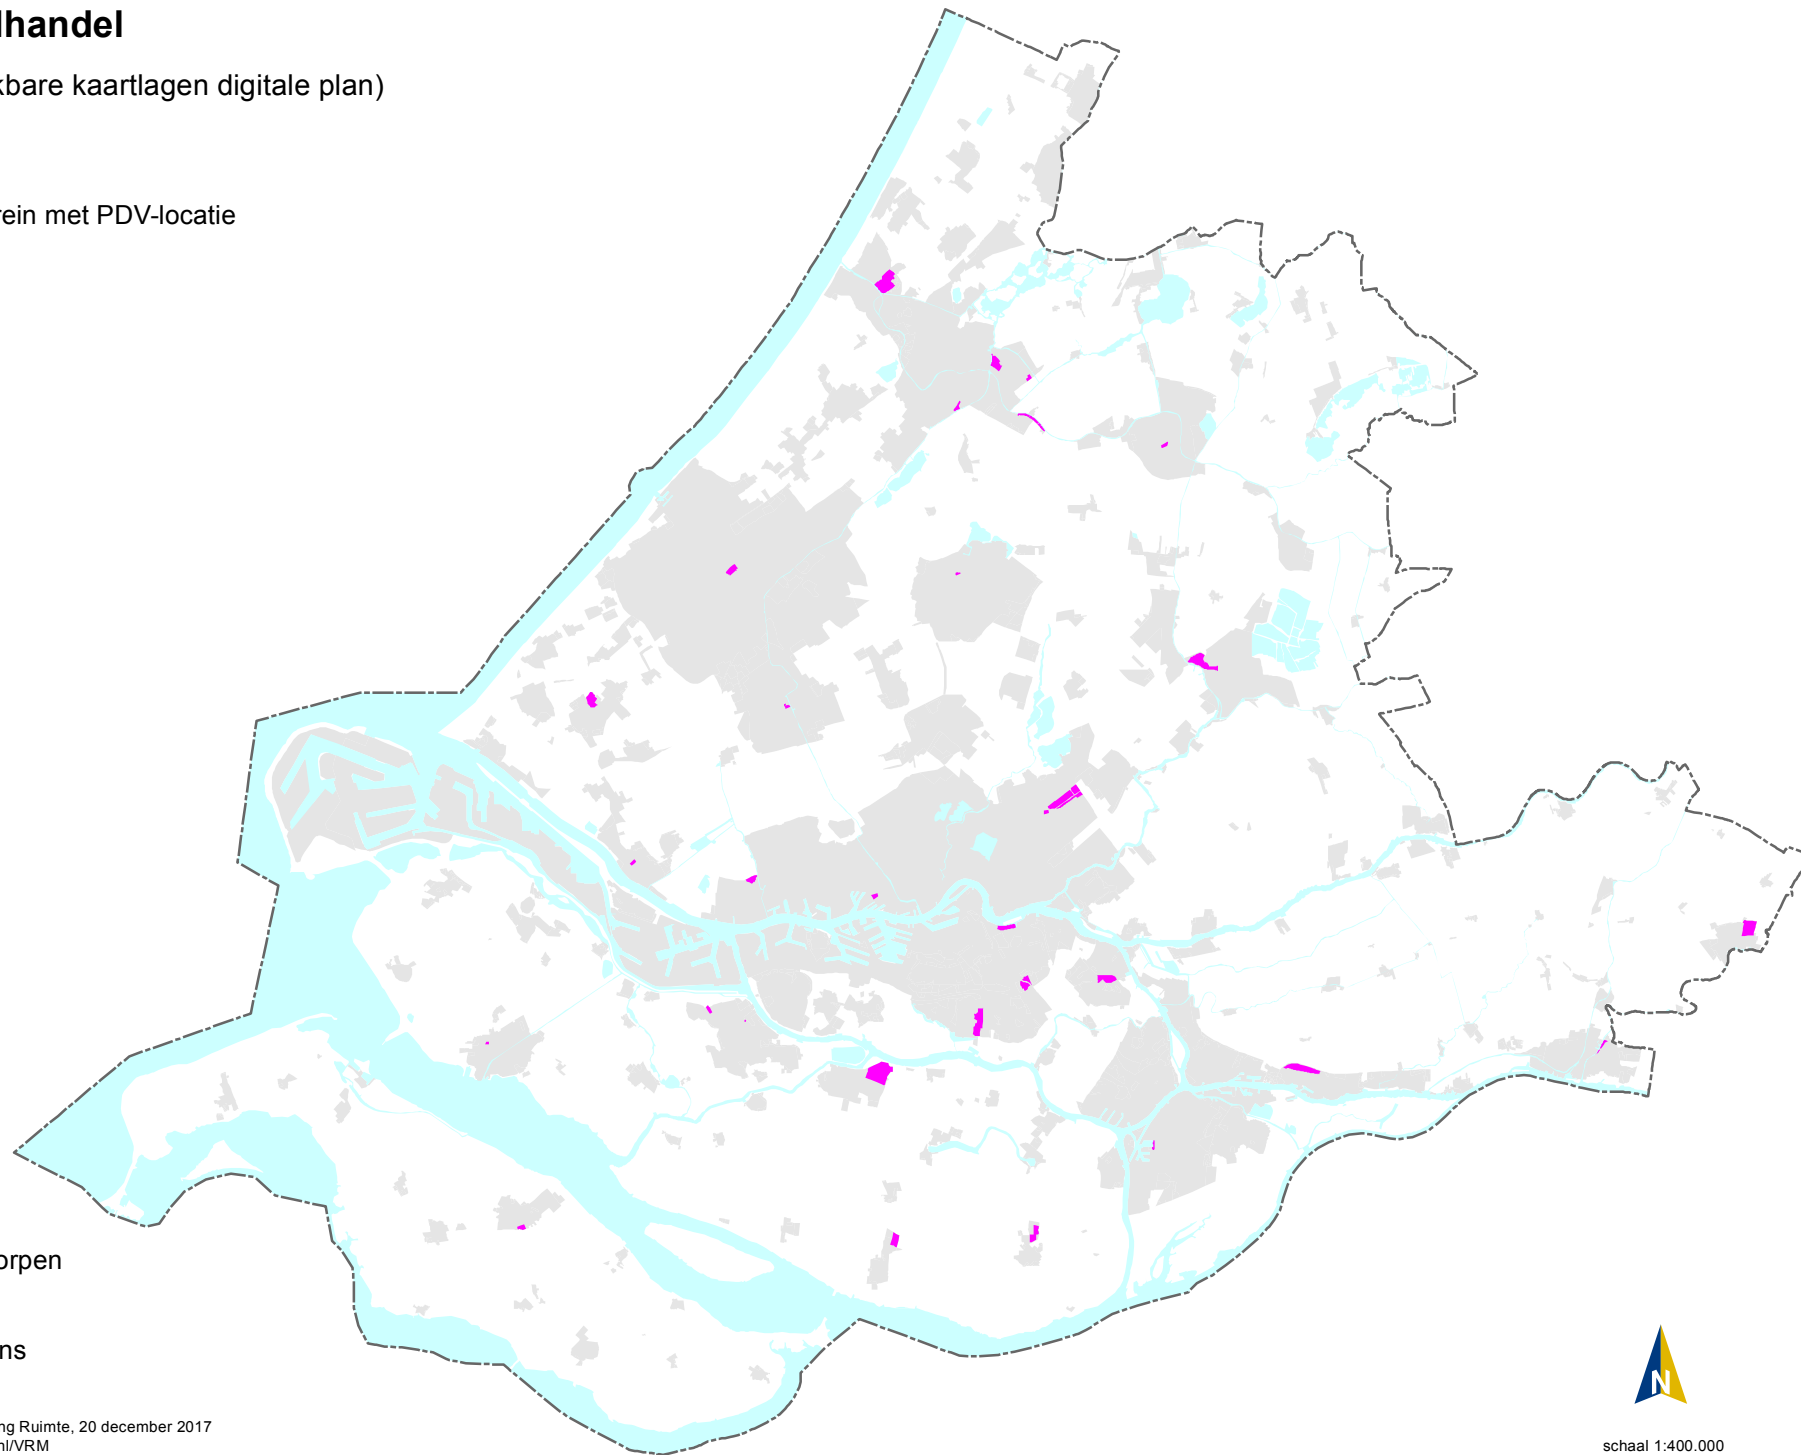 lhandel
kbare kaartlagen digitale plan)
rein met PDV-locatie
orpen
ns
ng Ruimte, 20 december 2017
nl/VRM
N
schaal 1:400.000